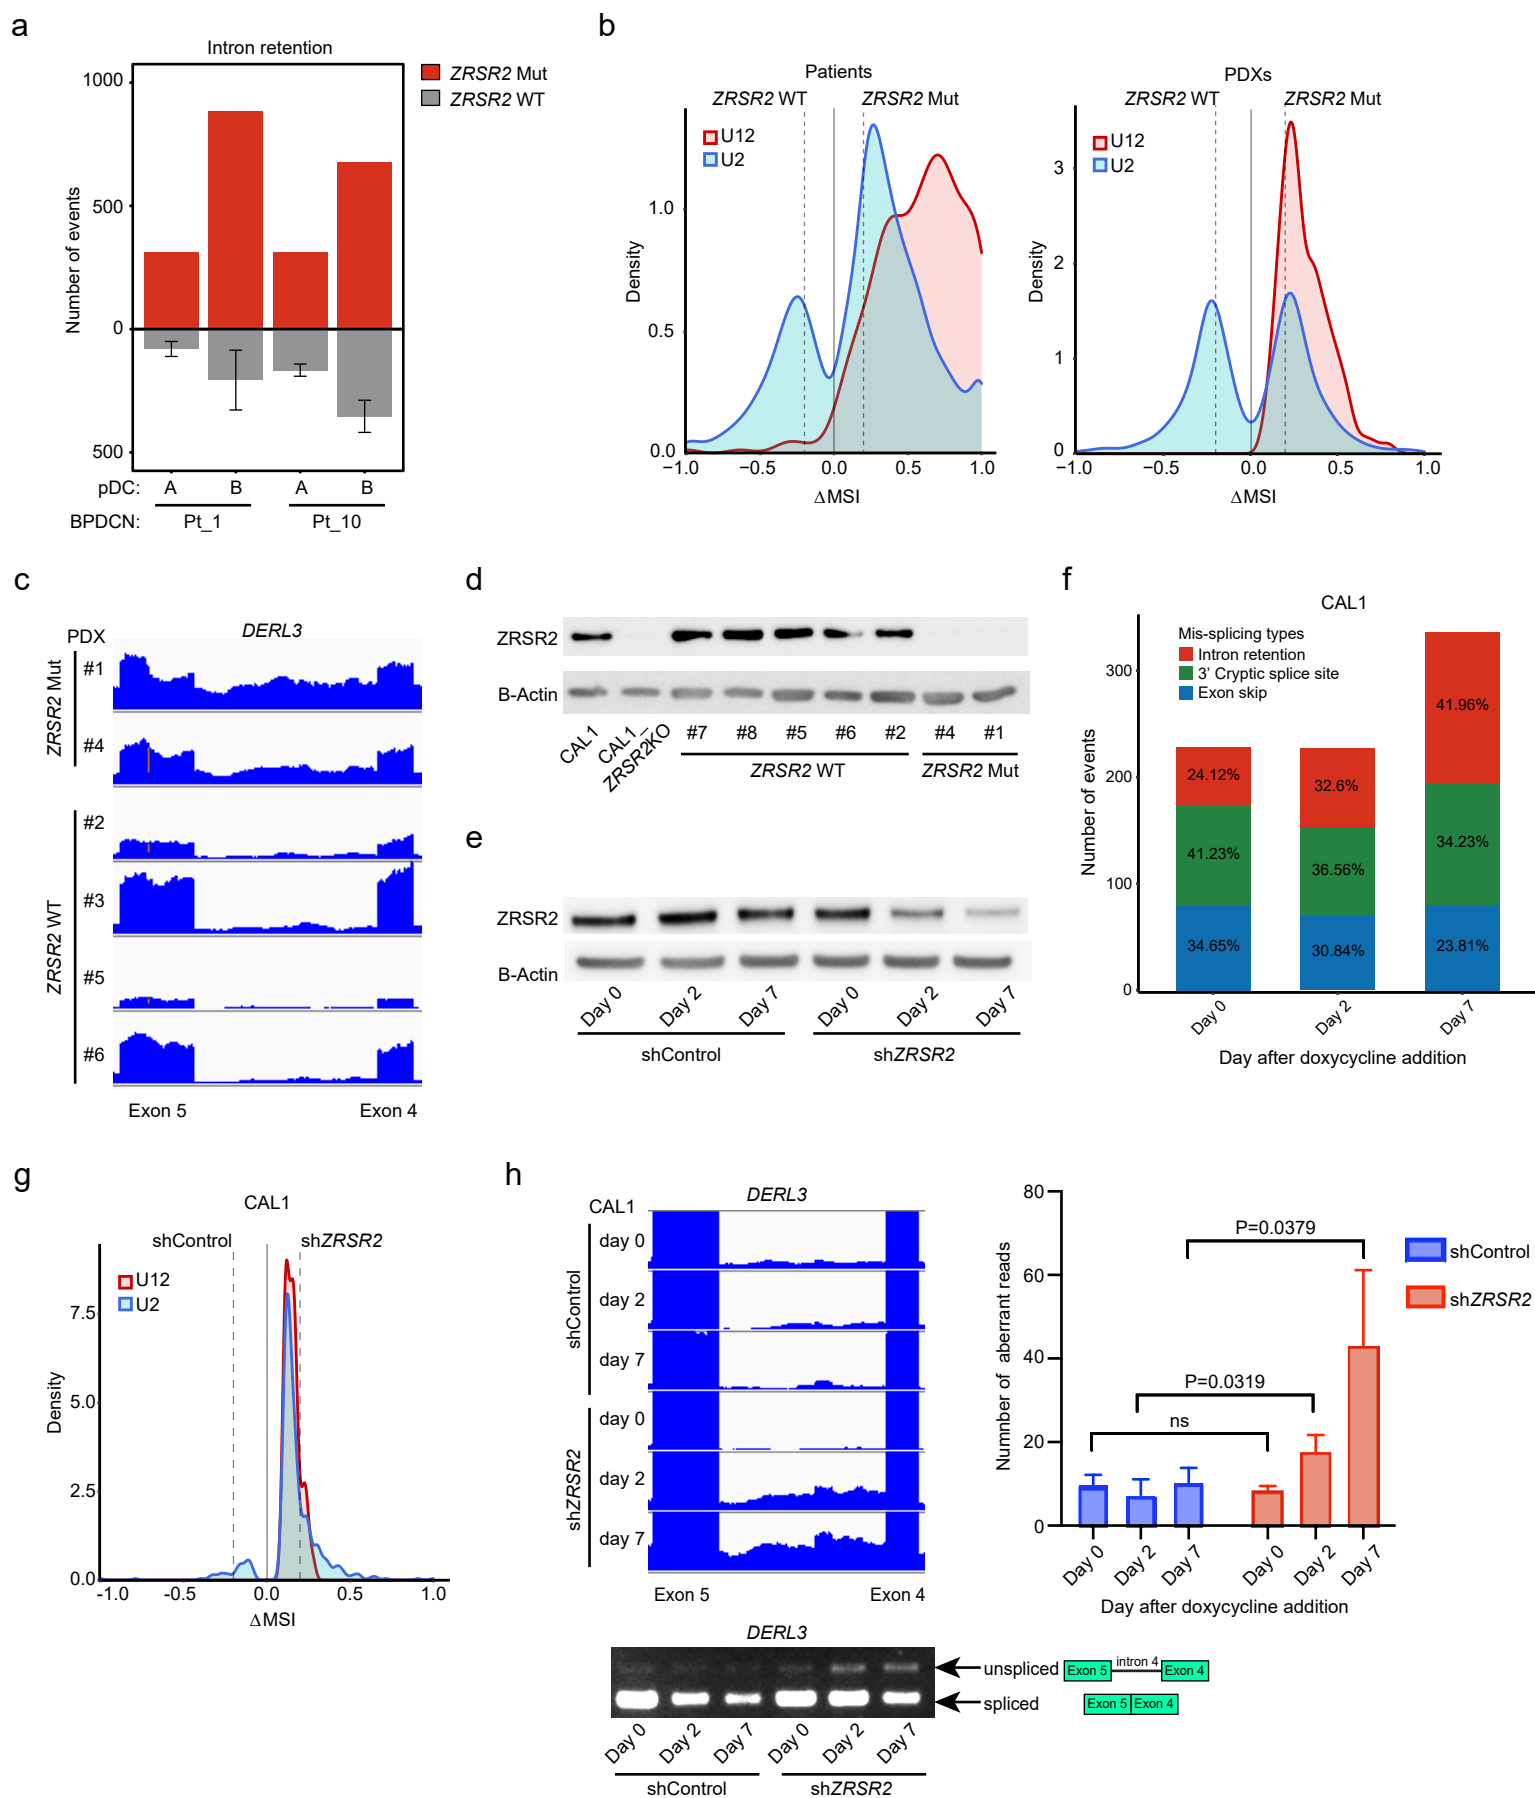 a
Intron retention
ZRSR2 Mut
ZRSR2 WT
Number of events
1000
500
0
500
pDC: A B A B
BPDCN: Pt_1 Pt_10
b
Patients
ZRSR2 WT ZRSR2 Mut
U12
U2
Density
1.0
0.5
0.0
−1.0 −0.5 0.0 0.5 1.0
ΔMSI
PDXs
ZRSR2 WT ZRSR2 Mut
U12
U2
Density
3
2
1
0
−1.0 −0.5 0.0 0.5 1.0
ΔMSI
c
PDX DERL3
ZRSR2 Mut
#1
#4
ZRSR2 WT
#2
#3
#5
#6
Exon 5 Exon 4
d
ZRSR2
B-Actin
CAL1 CAL1_ZRSR2KO #7 #8 #5 #6 #2 #4 #1
ZRSR2 WT ZRSR2 Mut
e
ZRSR2
B-Actin
Day 0 Day 2 Day 7 Day 0 Day 2 Day 7
shControl shZRSR2
f
CAL1
Mis-splicing types
Intron retention
3' Cryptic splice site
Exon skip
Number of events
300
200
100
0
24.12% 32.6% 41.96%
41.23% 36.56% 34.23%
34.65% 30.84% 23.81%
Day 0 Day 2 Day 7
Day after doxycycline addition
g
CAL1
shControl shZRSR2
U12
U2
Density
7.5
5.0
2.5
0.0
-1.0 -0.5 0.0 0.5 1.0
ΔMSI
h
CAL1 DERL3
shControl
day 0
day 2
day 7
shZRSR2
day 0
day 2
day 7
Exon 5 Exon 4
Numnber of aberrant reads
80
60
40
20
0
P=0.0379
P=0.0319
ns
shControl
shZRSR2
Day 0 Day 2 Day 7 Day 0 Day 2 Day 7
Day after doxycycline addition
DERL3
unspliced Exon 5 intron 4 Exon 4
spliced Exon 5 Exon 4
Day 0 Day 2 Day 7 Day 0 Day 2 Day 7
shControl shZRSR2